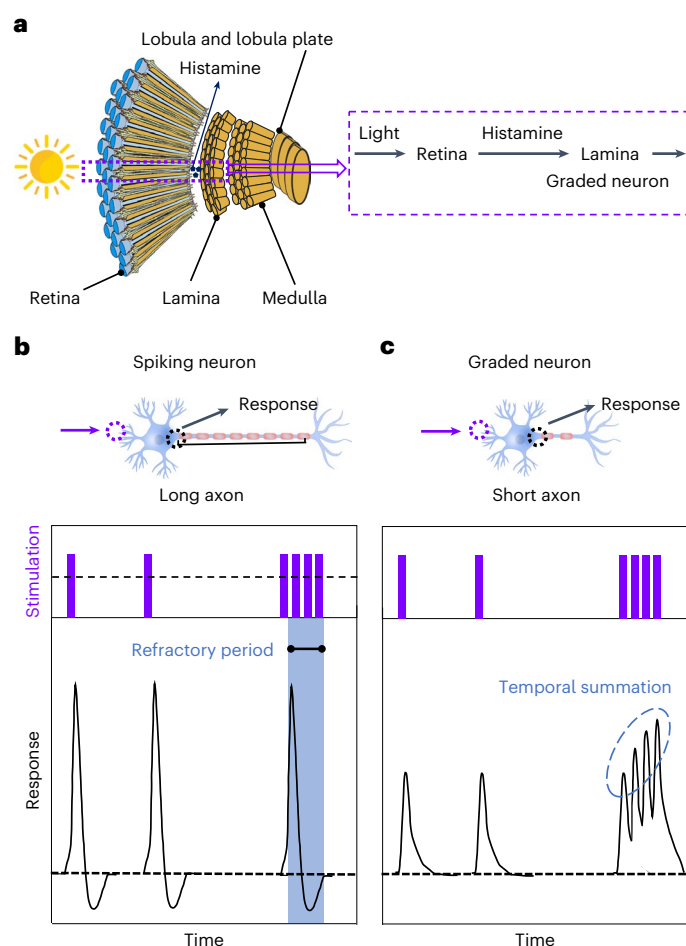 a
Lobula and lobula plate
Histamine
Light
Histamine
Retina
Lamina
Graded neuron
Retina
Lamina
Medulla
b
Spiking neuron
Response
Long axon
Stimulation
Refractory period
Response
Time
c
Graded neuron
Response
Short axon
Temporal summation
Time